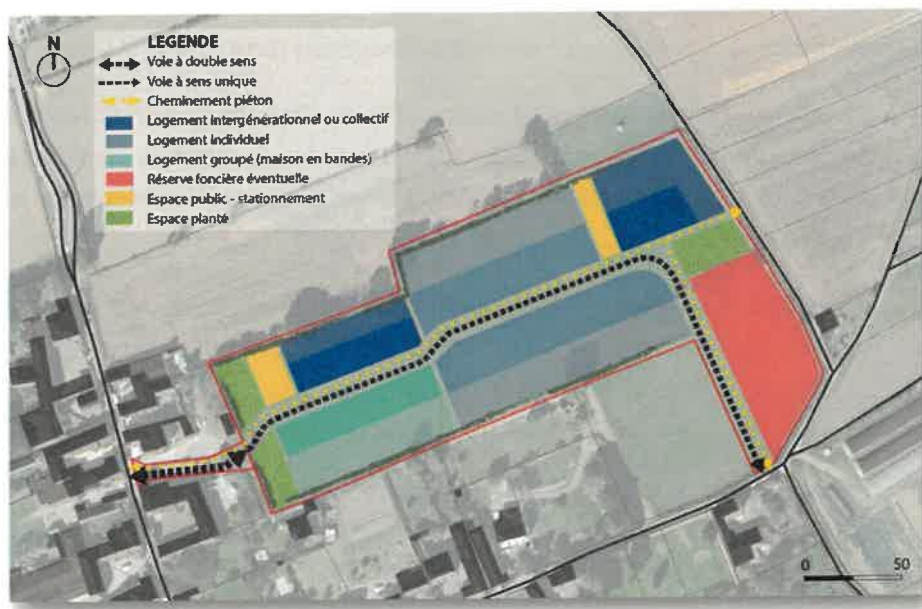 N
LEGENDE
Voie à double sens
Voie à sens unique
Cheminement piéton
Logement intergénérationnel ou collectif
Logement individuel
Logement groupé (maison en bandes)
Réserve foncière éventuelle
Espace public - stationnement
Espace planté
0 50